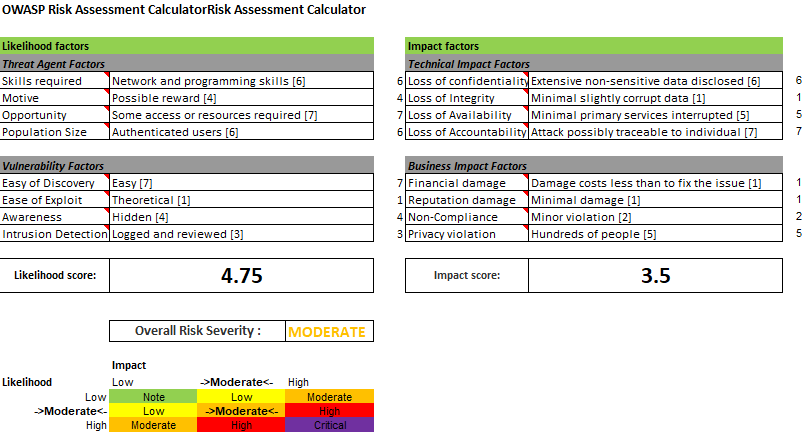 OWASP Risk Assessment CalculatorRisk Assessment Calculator
Likelihood factors Impact factors
Threat Agent Factors Technical Impact Factors
Skills required Network and programming skills [6] 6 Loss of confidentiality Extensive non-sensitive data disclosed [6] 6
Motive Possible reward [4] 4 Loss of Integrity Minimal slightly corrupt data [1] 1
Opportunity Some access or resources required [7] 7 Loss of Availability Minimal primary services interrupted [5] 5
Population Size Authenticated users [6] 6 Loss of Accountability Attack possibly traceable to individual [7] 7
Vulnerability Factors Business Impact Factors
Easy of Discovery Easy [7] 7 Financial damage Damage costs less than to fix the issue [1] 1
Ease of Exploit Theoretical [1] 1 Reputation damage Minimal damage [1] 1
Awareness Hidden [4] 4 Non-Compliance Minor violation [2] 2
Intrusion Detection Logged and reviewed [3] 3 Privacy violation Hundreds of people [5] 5
Likelihood score: 4.75 Impact score: 3.5
Overall Risk Severity : MODERATE
Impact
Likelihood Low ->Moderate<- High
Low Note Low Moderate
->Moderate<- Low ->Moderate<- High
High Moderate High Critical